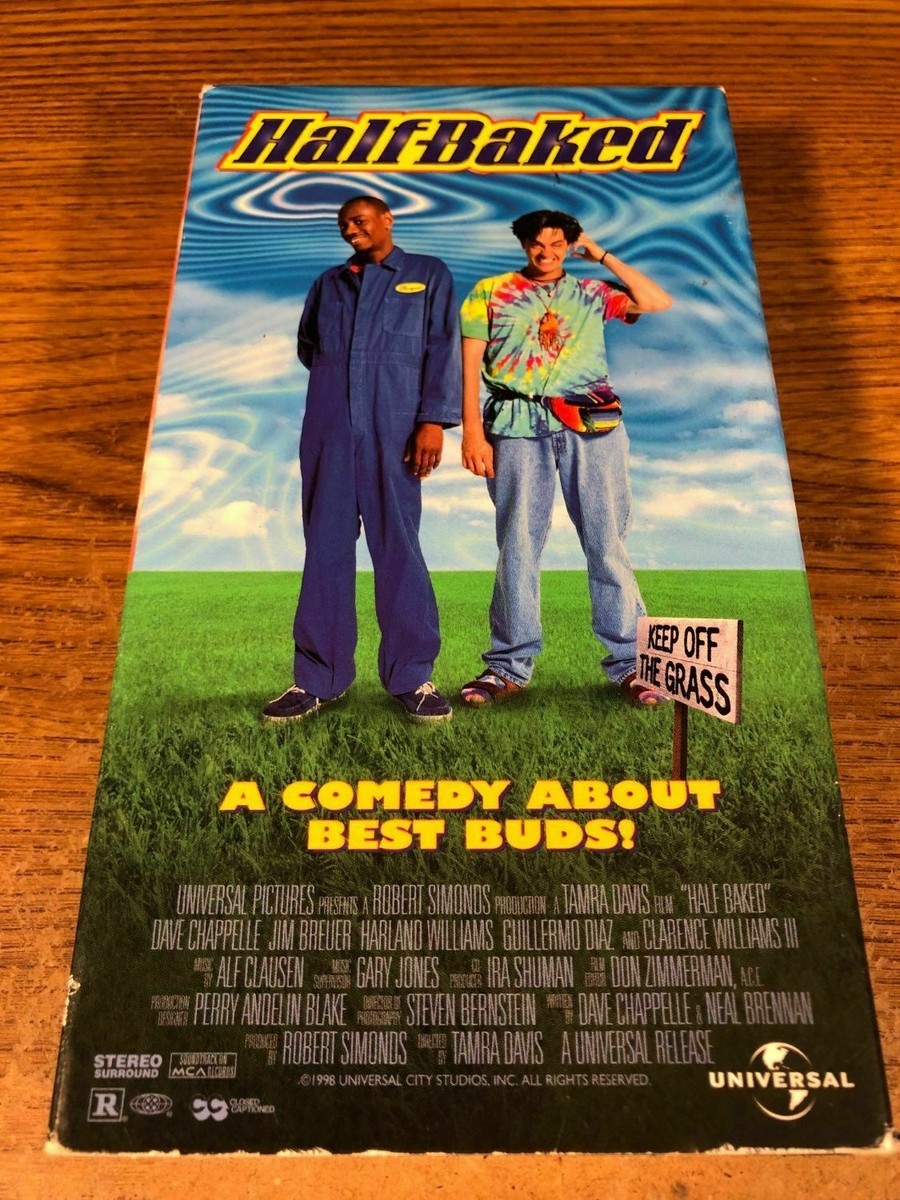 HalfBaked
KEEP OFF
THE GRASS
A COMEDY ABOUT
BEST BUDS!
UNIVERSAL PICTURES PRESENTS A ROBERT SIMONDS PRODUCTION A TAMRA DAVIS FILM "HALF BAKED"
DAVE CHAPPELLE JIM BREUER HARLAND WILLIAMS GUILLERMO DIAZ AND CLARENCE WILLIAMS III
MUSIC BY ALF CLAUSEN MUSIC SUPERVISOR GARY JONES CO PRODUCER IRA SHUMAN FILM EDITOR DON ZIMMERMAN, A.C.E.
PRODUCTION DESIGNER PERRY ANDELIN BLAKE DIRECTOR OF PHOTOGRAPHY STEVEN BERNSTEIN WRITTEN BY DAVE CHAPPELLE & NEAL BRENNAN
PRODUCED BY ROBERT SIMONDS DIRECTED BY TAMRA DAVIS A UNIVERSAL RELEASE
STEREO
SURROUND
SOUNDTRACK ON
MCA RECORDS
©1998 UNIVERSAL CITY STUDIOS, INC. ALL RIGHTS RESERVED.
UNIVERSAL
R
CLOSED
CAPTIONED